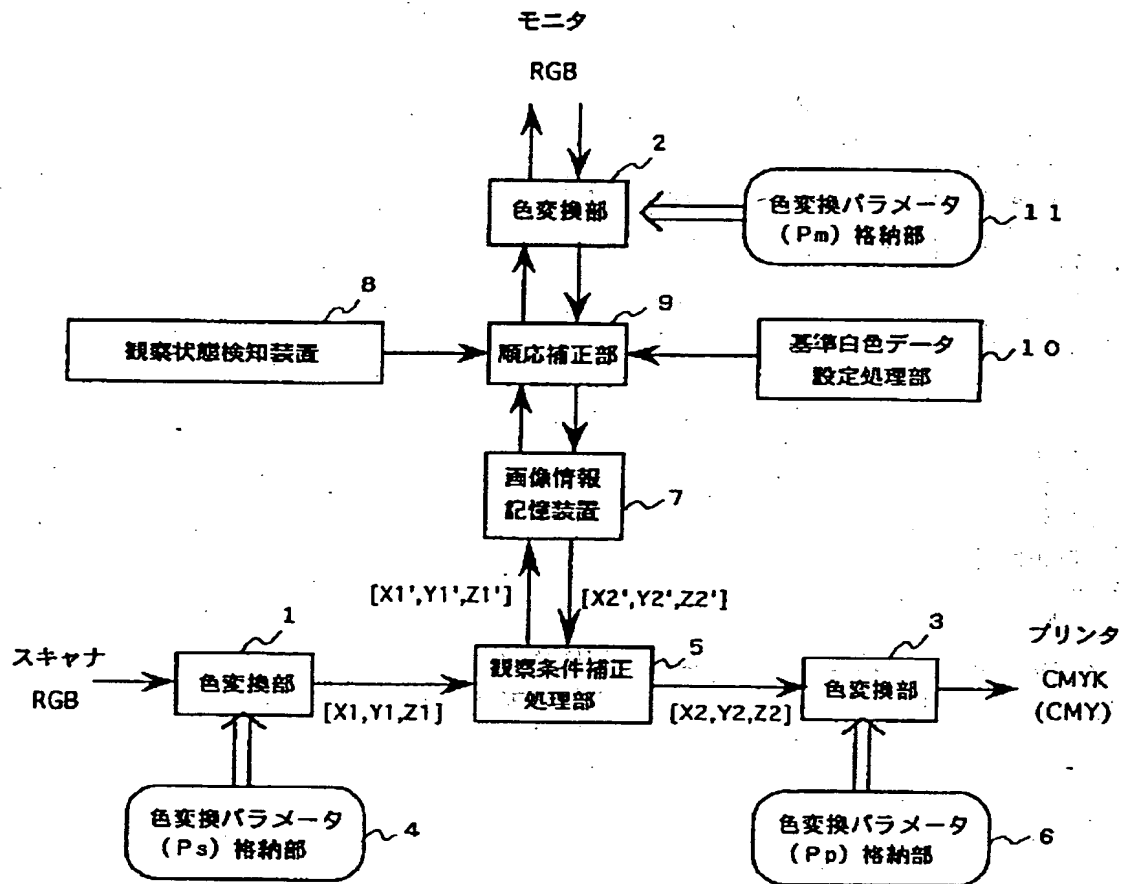 モニタ
RGB
2
色変換部
色変換パラメータ
(Pm) 格納部
11
8
観察状態検知装置
9
順応補正部
基準白色データ
設定処理部
10
画像情報
記憶装置
7
[X1',Y1',Z1']
[X2',Y2',Z2']
スキャナ
RGB
1
色変換部
[X1,Y1,Z1]
観察条件補正
処理部
5
[X2,Y2,Z2]
3
色変換部
プリンタ
CMYK
(CMY)
色変換パラメータ
(Ps) 格納部
4
色変換パラメータ
(Pp) 格納部
6